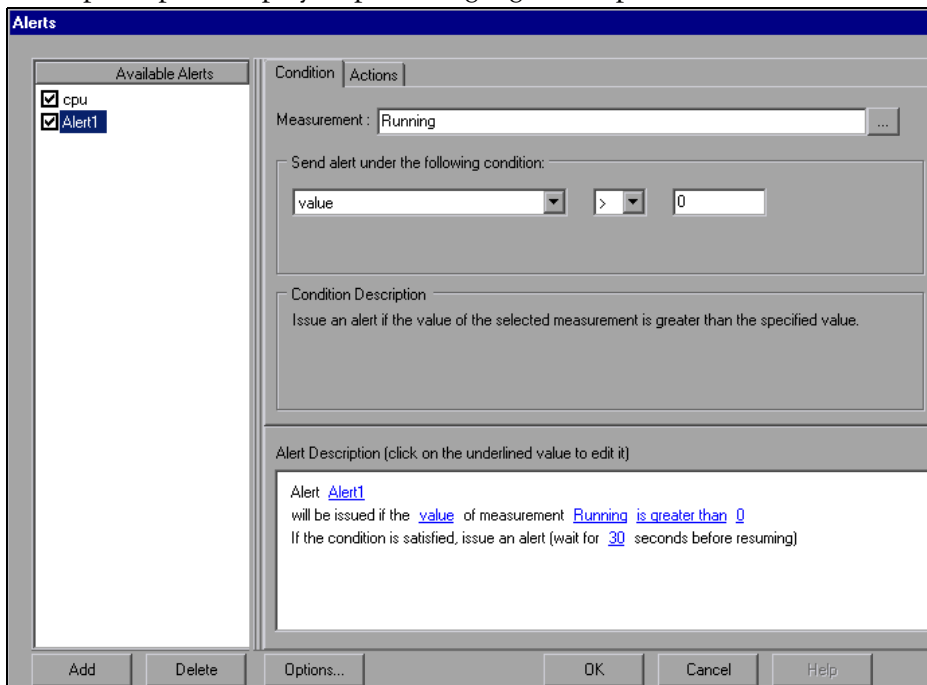 Alerts
Available Alerts
cpu
Alert1
Condition
Actions
Measurement :
Running
...
Send alert under the following condition:
value
>
0
Condition Description
Issue an alert if the value of the selected measurement is greater than the specified value.
Alert Description (click on the underlined value to edit it)
Alert Alert1
will be issued if the value of measurement Running is greater than 0
If the condition is satisfied, issue an alert (wait for 30 seconds before resuming)
Add
Delete
Options...
OK
Cancel
Help